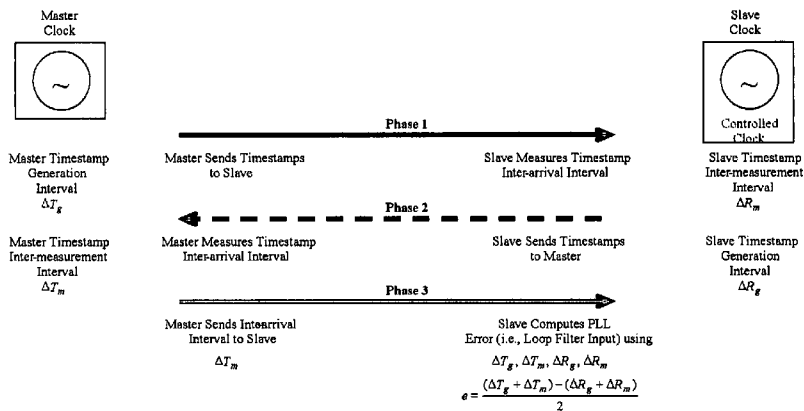 Master
Clock
~
Slave
Clock
~
Controlled
Clock
Phase 1
Master Timestamp
Generation
Interval
ΔT_g
Master Sends Timestamps
to Slave
Slave Measures Timestamp
Inter-arrival Interval
Slave Timestamp
Inter-measurement
Interval
ΔR_m
Phase 2
Master Timestamp
Inter-measurement
Interval
ΔT_m
Master Measures Timestamp
Inter-arrival Interval
Slave Sends Timestamps
to Master
Slave Timestamp
Generation
Interval
ΔR_g
Phase 3
Master Sends Interarrival
Interval to Slave
ΔT_m
Slave Computes PLL
Error (i.e., Loop Filter Input) using
ΔT_g, ΔT_m, ΔR_g, ΔR_m
e = ((ΔT_g + ΔT_m) − (ΔR_g + ΔR_m)) / 2